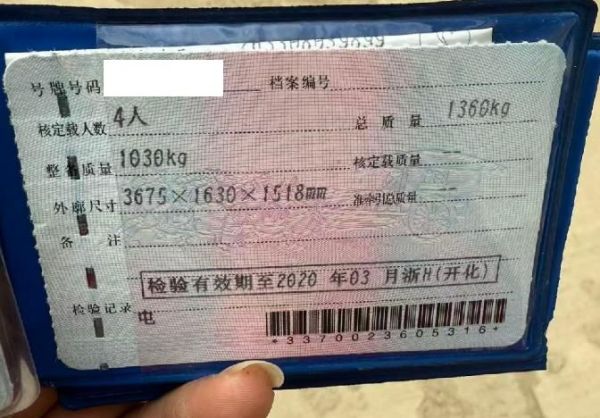 号牌号码 档案编号
核定载人数 4人 总质量 1360kg
整备质量 1030kg 核定载质量 --
外廓尺寸 3675×1630×1518mm 准牵引总质量 --
备注
检验有效期至2020 年03 月浙H(开化)
检验记录
电
*3370023605316*